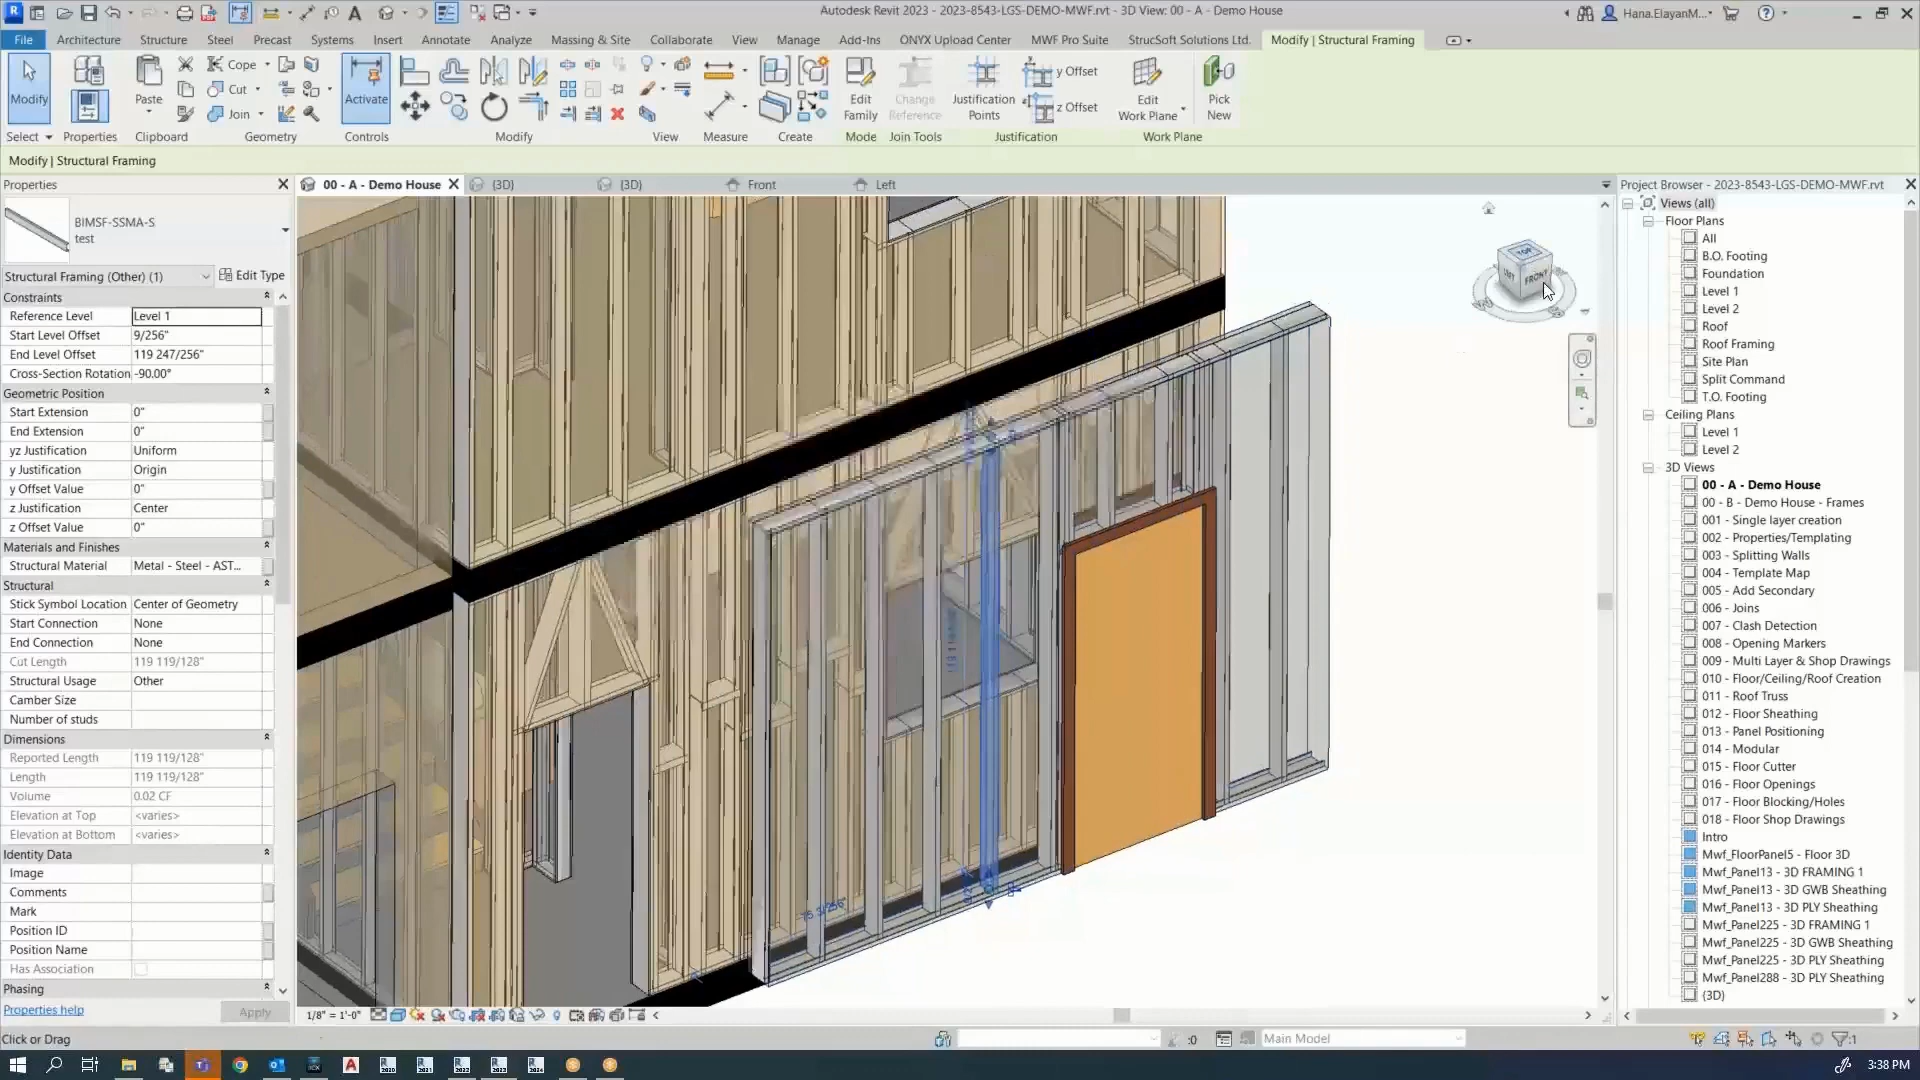 Autodesk Revit 2023 - 2023-8543-LGS-DEMO-MWF.rvt - 3D View: 00 - A - Demo House
Hana.ElayanM...
File Architecture Structure Steel Precast Systems Insert Annotate Analyze Massing & Site Collaborate View Manage Add-Ins ONYX Upload Center MWF Pro Suite StrucSoft Solutions Ltd. Modify | Structural Framing
Modify
Paste
Cope
Cut
Join
Activate
Edit
Family
Change
Reference
Justification
Points
y Offset
z Offset
Edit
Work Plane
Pick
New
Select Properties Clipboard Geometry Controls Modify View Measure Create Mode Join Tools Justification Work Plane
Modify | Structural Framing
Properties
BIMSF-SSMA-S
test
Structural Framing (Other) (1)
Edit Type
Constraints
Reference Level Level 1
Start Level Offset 9/256"
End Level Offset 119 247/256"
Cross-Section Rotation -90.00°
Geometric Position
Start Extension 0"
End Extension 0"
yz Justification Uniform
y Justification Origin
y Offset Value 0"
z Justification Center
z Offset Value 0"
Materials and Finishes
Structural Material Metal - Steel - AST...
Structural
Stick Symbol Location Center of Geometry
Start Connection None
End Connection None
Cut Length 119 119/128"
Structural Usage Other
Camber Size
Number of studs
Dimensions
Reported Length 119 119/128"
Length 119 119/128"
Volume 0.02 CF
Elevation at Top <varies>
Elevation at Bottom <varies>
Identity Data
Image
Comments
Mark
Position ID
Position Name
Has Association
Phasing
Properties help
Apply
00 - A - Demo House
{3D}
{3D}
Front
Left
TOP
FRONT
1/8" = 1'-0"
Project Browser - 2023-8543-LGS-DEMO-MWF.rvt
Views (all)
Floor Plans
All
B.O. Footing
Foundation
Level 1
Level 2
Roof
Roof Framing
Site Plan
Split Command
T.O. Footing
Ceiling Plans
Level 1
Level 2
3D Views
00 - A - Demo House
00 - B - Demo House - Frames
001 - Single layer creation
002 - Properties/Templating
003 - Splitting Walls
004 - Template Map
005 - Add Secondary
006 - Joins
007 - Clash Detection
008 - Opening Markers
009 - Multi Layer & Shop Drawings
010 - Floor/Ceiling/Roof Creation
011 - Roof Truss
012 - Floor Sheathing
013 - Panel Positioning
014 - Modular
015 - Floor Cutter
016 - Floor Openings
017 - Floor Blocking/Holes
018 - Floor Shop Drawings
Intro
Mwf_FloorPanel5 - Floor 3D
Mwf_Panel13 - 3D FRAMING 1
Mwf_Panel13 - 3D GWB Sheathing
Mwf_Panel13 - 3D PLY Sheathing
Mwf_Panel225 - 3D FRAMING 1
Mwf_Panel225 - 3D GWB Sheathing
Mwf_Panel225 - 3D PLY Sheathing
Mwf_Panel288 - 3D PLY Sheathing
{3D}
Click or Drag
:0
Main Model
:1
3:38 PM